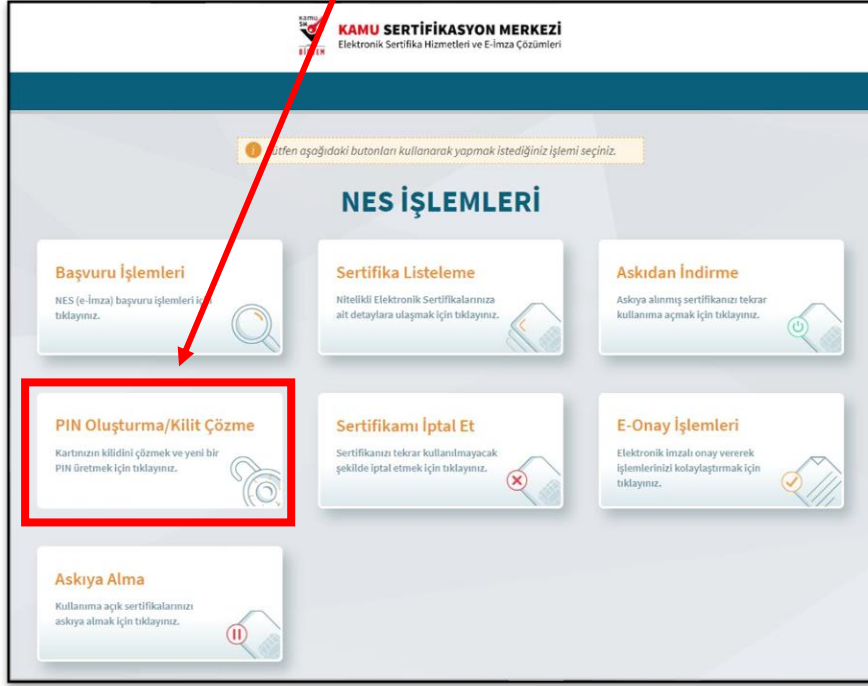 Kamu
SM
BİLGEM
KAMU SERTİFİKASYON MERKEZİ
Elektronik Sertifika Hizmetleri ve E-İmza Çözümleri
aşağıdaki butonları kullanarak yapmak istediğiniz işlemi seçiniz.
NES İŞLEMLERİ
Başvuru İşlemleri
NES (e-İmza) başvuru işlemleri için
tıklayınız.
Sertifika Listeleme
Nitelikli Elektronik Sertifikalarınıza
ait detaylara ulaşmak için tıklayınız.
Askıdan İndirme
Askıya alınmış sertifikanızı tekrar
kullanıma açmak için tıklayınız.
PIN Oluşturma/Kilit Çözme
Kartınızın kilidini çözmek ve yeni bir
PIN üretmek için tıklayınız.
Sertifikamı İptal Et
Sertifikanızı tekrar kullanılmayacak
şekilde iptal etmek için tıklayınız.
E-Onay İşlemleri
Elektronik imzalı onay vererek
işlemlerinizi kolaylaştırmak için
tıklayınız.
Askıya Alma
Kullanıma açık sertifikalarınızı
askıya almak için tıklayınız.